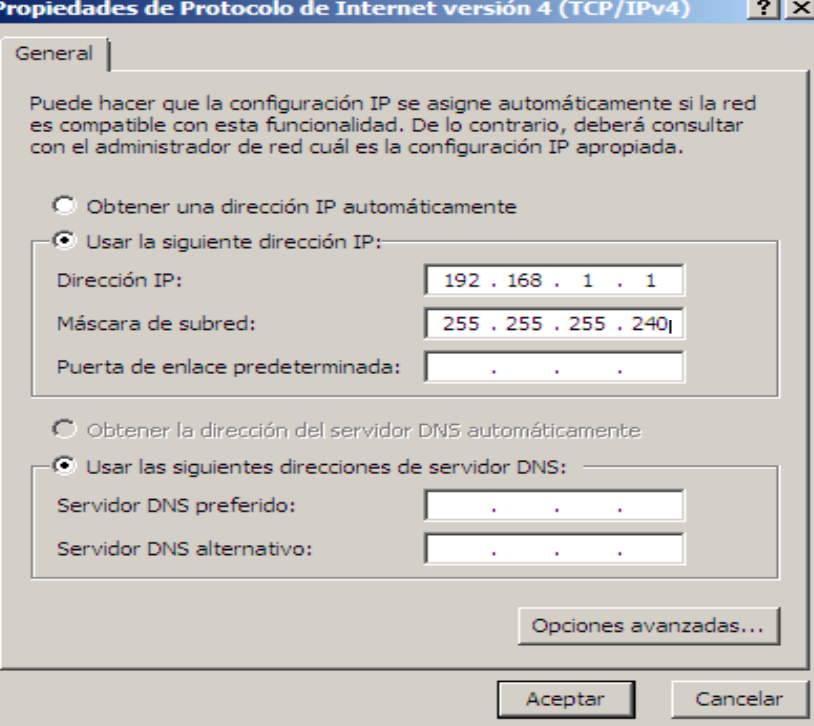 Propiedades de Protocolo de Internet versión 4 (TCP/IPv4)
General
Puede hacer que la configuración IP se asigne automáticamente si la red
es compatible con esta funcionalidad. De lo contrario, deberá consultar
con el administrador de red cuál es la configuración IP apropiada.
Obtener una dirección IP automáticamente
Usar la siguiente dirección IP:
Dirección IP: 192 . 168 . 1 . 1
Máscara de subred: 255 . 255 . 255 . 240
Puerta de enlace predeterminada: . . .
Obtener la dirección del servidor DNS automáticamente
Usar las siguientes direcciones de servidor DNS:
Servidor DNS preferido: . . .
Servidor DNS alternativo: . . .
Opciones avanzadas...
Aceptar Cancelar